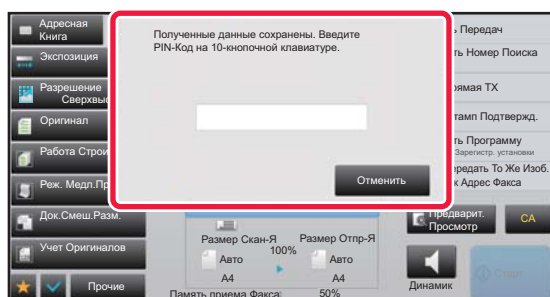 Адресная
Книга
Экспозиция
Разрешение
Сверхвыс
Оригинал
Работа Строи
Реж. Медл.Пр
Док.Смеш.Разм.
Учет Оригиналов
Прочие
Полученные данные сохранены. Введите
PIN-Код на 10-кнопочной клавиатуре.
Отменить
Размер Скан-Я
100%
Размер Отпр-Я
Авто
Авто
A4
A4
Память приема Факса:
50%
Передач
ть Номер Поиска
рямая TX
тамп Подтвержд.
ть Программу
Зарегистр. установки
ередать То Же Изоб.
к Адрес Факса
Предварит.
Просмотр
CA
Динамик
Старт